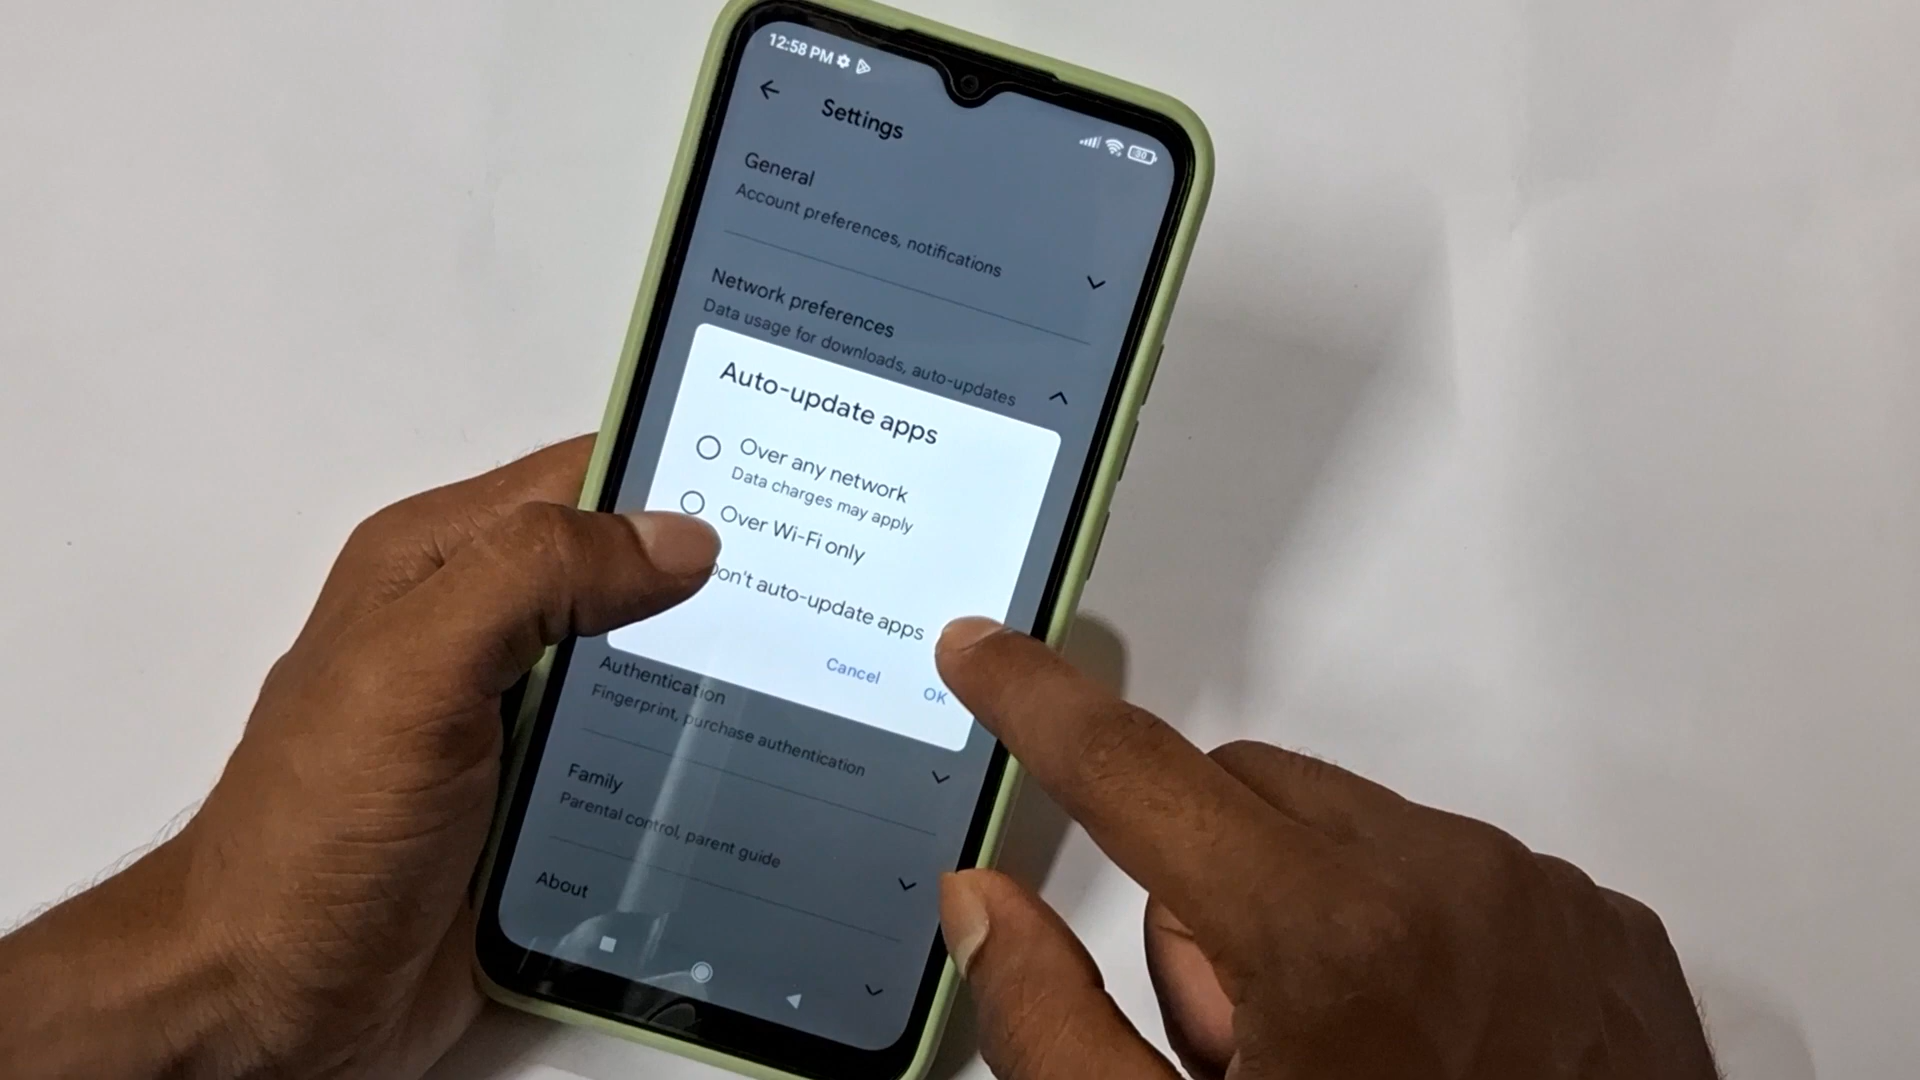 12:58 PM
30
Settings
General
Account preferences, notifications
Network preferences
Data usage for downloads, auto-updates
Auto-update apps
Over any network
Data charges may apply
Over Wi-Fi only
Don't auto-update apps
Cancel
OK
Authentication
Fingerprint, purchase authentication
Family
Parental control, parent guide
About